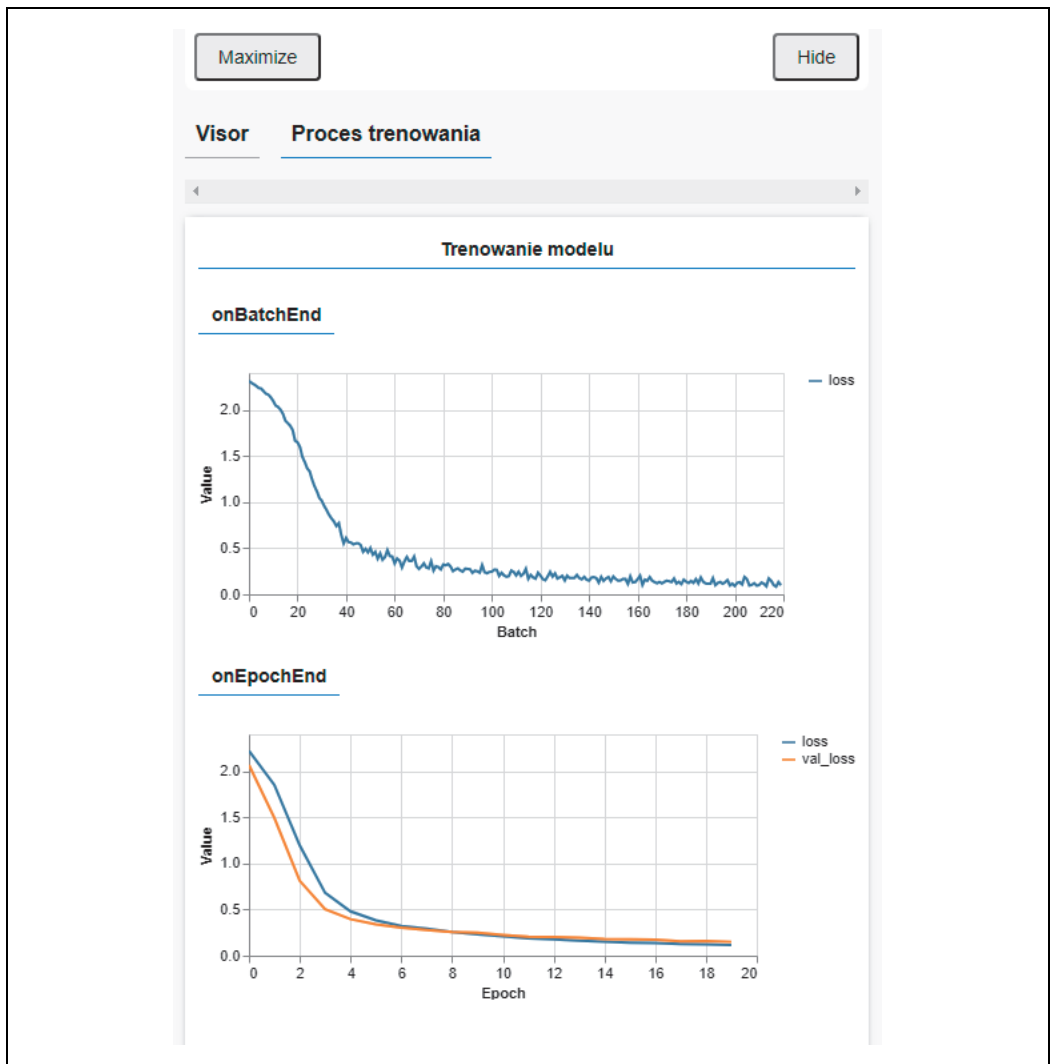 Maximize Hide
Visor Proces trenowania
Trenowanie modelu
onBatchEnd
loss
2.0
1.5
1.0
0.5
0.0
Value
0 20 40 60 80 100 120 140 160 180 200 220
Batch
onEpochEnd
loss
val_loss
2.0
1.5
1.0
0.5
0.0
Value
0 2 4 6 8 10 12 14 16 18 20
Epoch